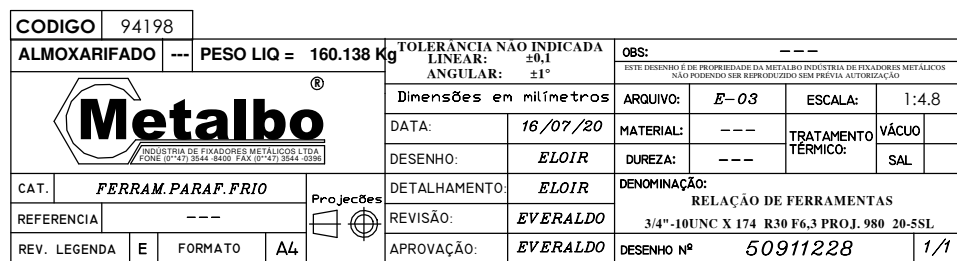 CODIGO 94198
ALMOXARIFADO --- PESO LIQ = 160.138 Kg
®
Metalbo
INDÚSTRIA DE FIXADORES METÁLICOS LTDA
FONE (0**47) 3544 -8400 FAX (0**47) 3544 -0396
CAT. FERRAM.PARAF.FRIO
REFERENCIA ---
REV. LEGENDA E FORMATO A4
Projecões
TOLERÂNCIA NÃO INDICADA
LINEAR: ±0,1
ANGULAR: ±1°
Dimensões em milímetros
DATA: 16/07/20
DESENHO: ELOIR
DETALHAMENTO: ELOIR
REVISÃO: EVERALDO
APROVAÇÃO: EVERALDO
OBS: ---
ESTE DESENHO É DE PROPRIEDADE DA METALBO INDÚSTRIA DE FIXADORES METÁLICOS
NÃO PODENDO SER REPRODUZIDO SEM PRÉVIA AUTORIZAÇÃO
ARQUIVO: E-03 ESCALA: 1:4.8
MATERIAL: --- TRATAMENTO TÉRMICO: VÁCUO
DUREZA: --- SAL
DENOMINAÇÃO:
RELAÇÃO DE FERRAMENTAS
3/4"-10UNC X 174 R30 F6,3 PROJ. 980 20-5SL
DESENHO Nº 50911228 1/1